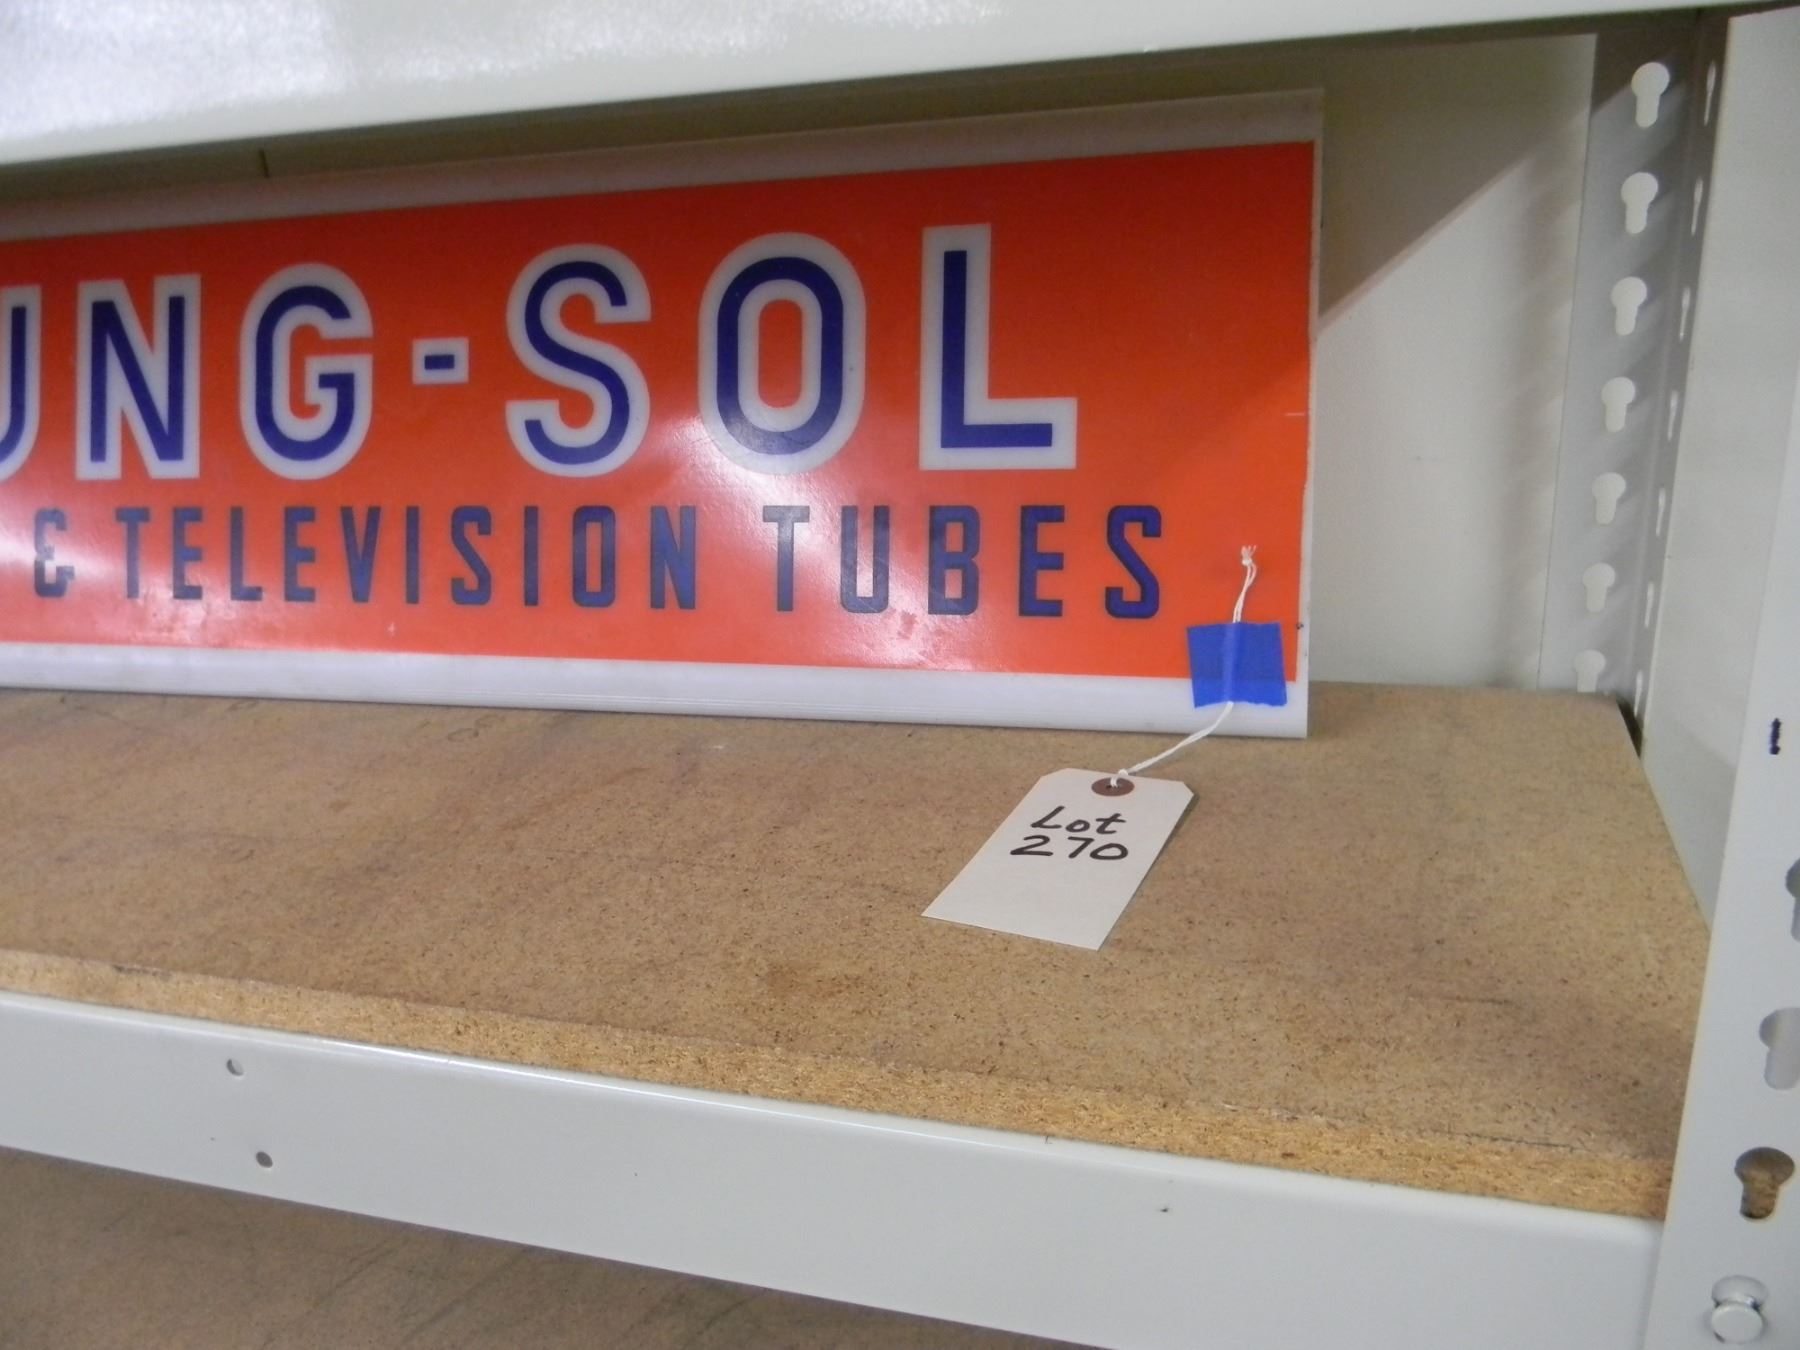 UNG-SOL
& TELEVISION TUBES
Lot
270